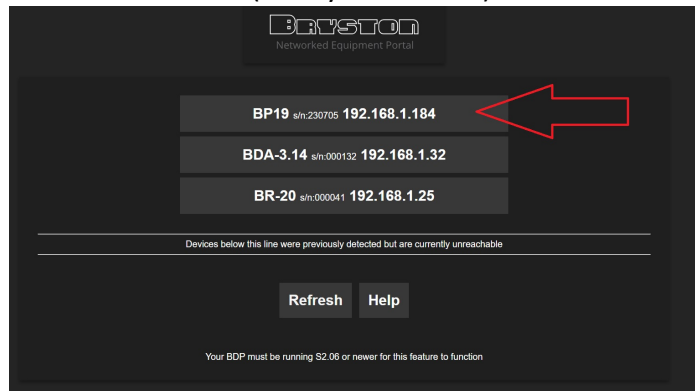 BRYSTON
Networked Equipment Portal
BP19 s/n:230705 192.168.1.184
BDA-3.14 s/n:000132 192.168.1.32
BR-20 s/n:000041 192.168.1.25
Devices below this line were previously detected but are currently unreachable
Refresh Help
Your BDP must be running S2.06 or newer for this feature to function